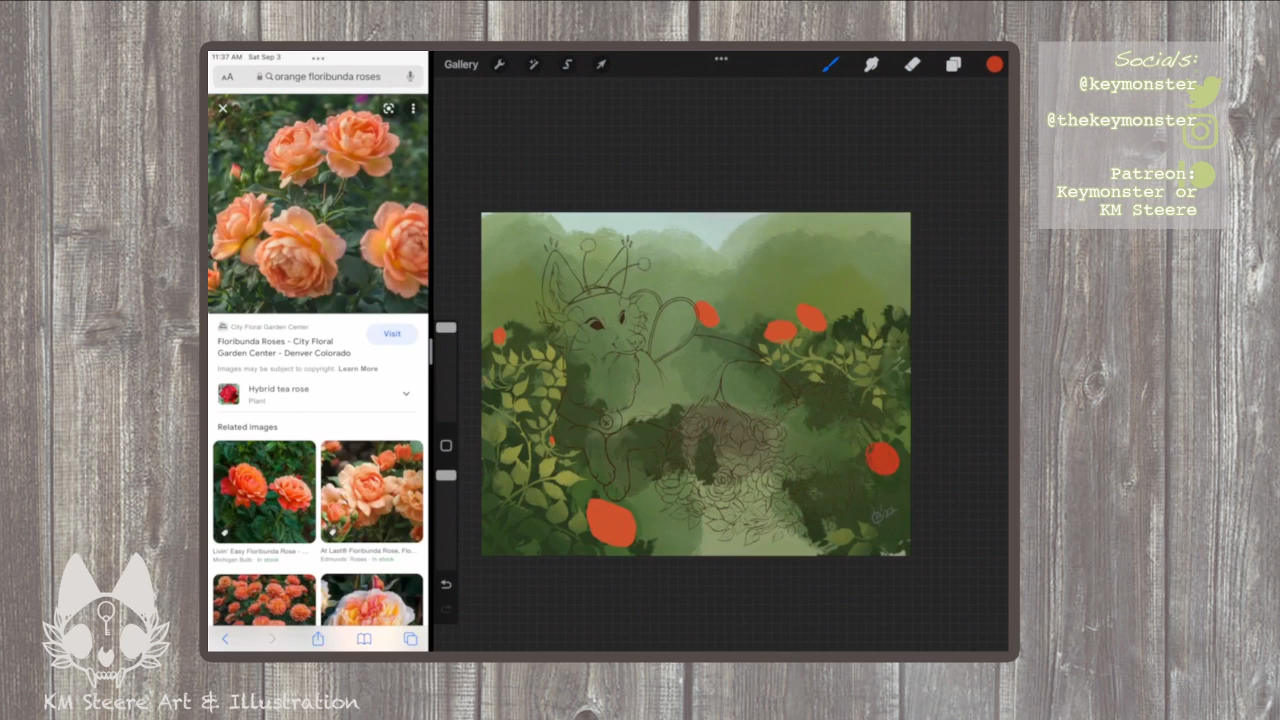 11:37 AM Sat Sep 3
AA
orange floribunda roses
City Floral Garden Center
Floribunda Roses - City Floral
Garden Center - Denver Colorado
Visit
Images may be subject to copyright. Learn More
Hybrid tea rose
Plant
Related images
Livin' Easy Floribunda Rose - ...
Michigan Bulb · In stock
At Last® Floribunda Rose, Flo...
Edmunds' Roses · In stock
Gallery
Socials:
@keymonster
@thekeymonster
Patreon:
Keymonster or
KM Steere
KM Steere Art & Illustration